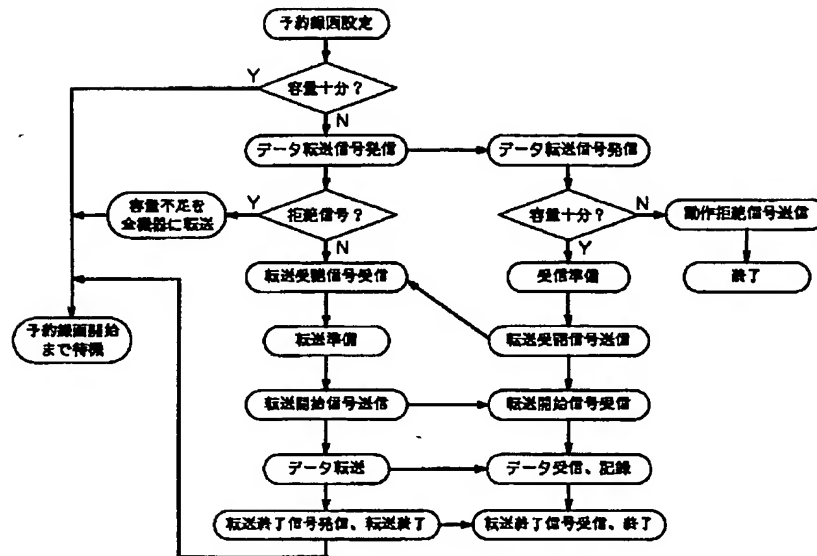 予約録画設定
Y
容量十分？
N
データ転送信号発信
データ転送信号発信
容量不足を
全機器に転送
Y
拒絶信号？
N
容量十分？
N
動作拒絶信号送信
Y
転送受諾信号受信
受信準備
終了
予約録画開始
まで待機
転送準備
転送受諾信号送信
転送開始信号送信
転送開始信号受信
データ転送
データ受信、記録
転送終了信号発信、転送終了
転送終了信号受信、終了